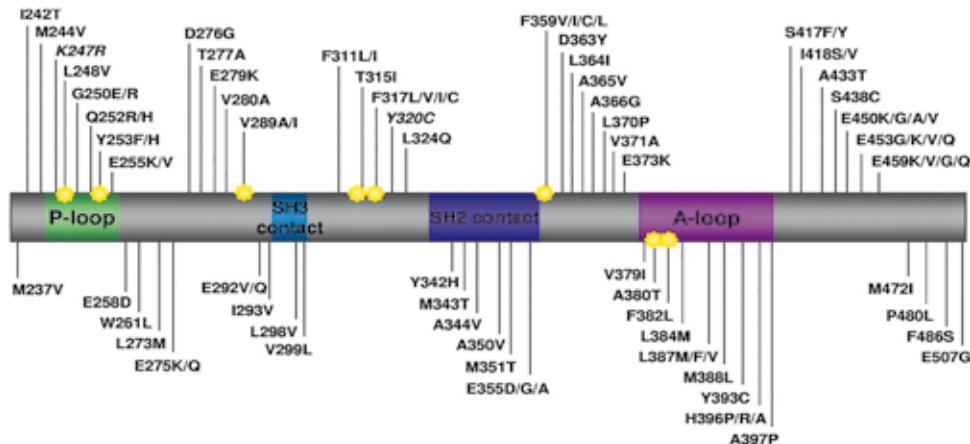 I242T
M244V
K247R
L248V
G250E/R
Q252R/H
Y253F/H
E255K/V
D276G
T277A
E279K
V280A
V289A/I
F311L/I
T315I
F317L/V/I/C
Y320C
L324Q
F359V/I/C/L
D363Y
L364I
A365V
A366G
L370P
V371A
E373K
S417F/Y
I418S/V
A433T
S438C
E450K/G/A/V
E453G/K/V/Q
E459K/V/G/Q
P-loop
SH3
contact
SH2 contact
A-loop
M237V
E258D
W261L
L273M
E275K/Q
E292V/Q
I293V
L298V
V299L
Y342H
M343T
A344V
A350V
M351T
E355D/G/A
V379I
A380T
F382L
L384M
L387M/F/V
M388L
Y393C
H396P/R/A
A397P
M472I
P480L
F486S
E507G